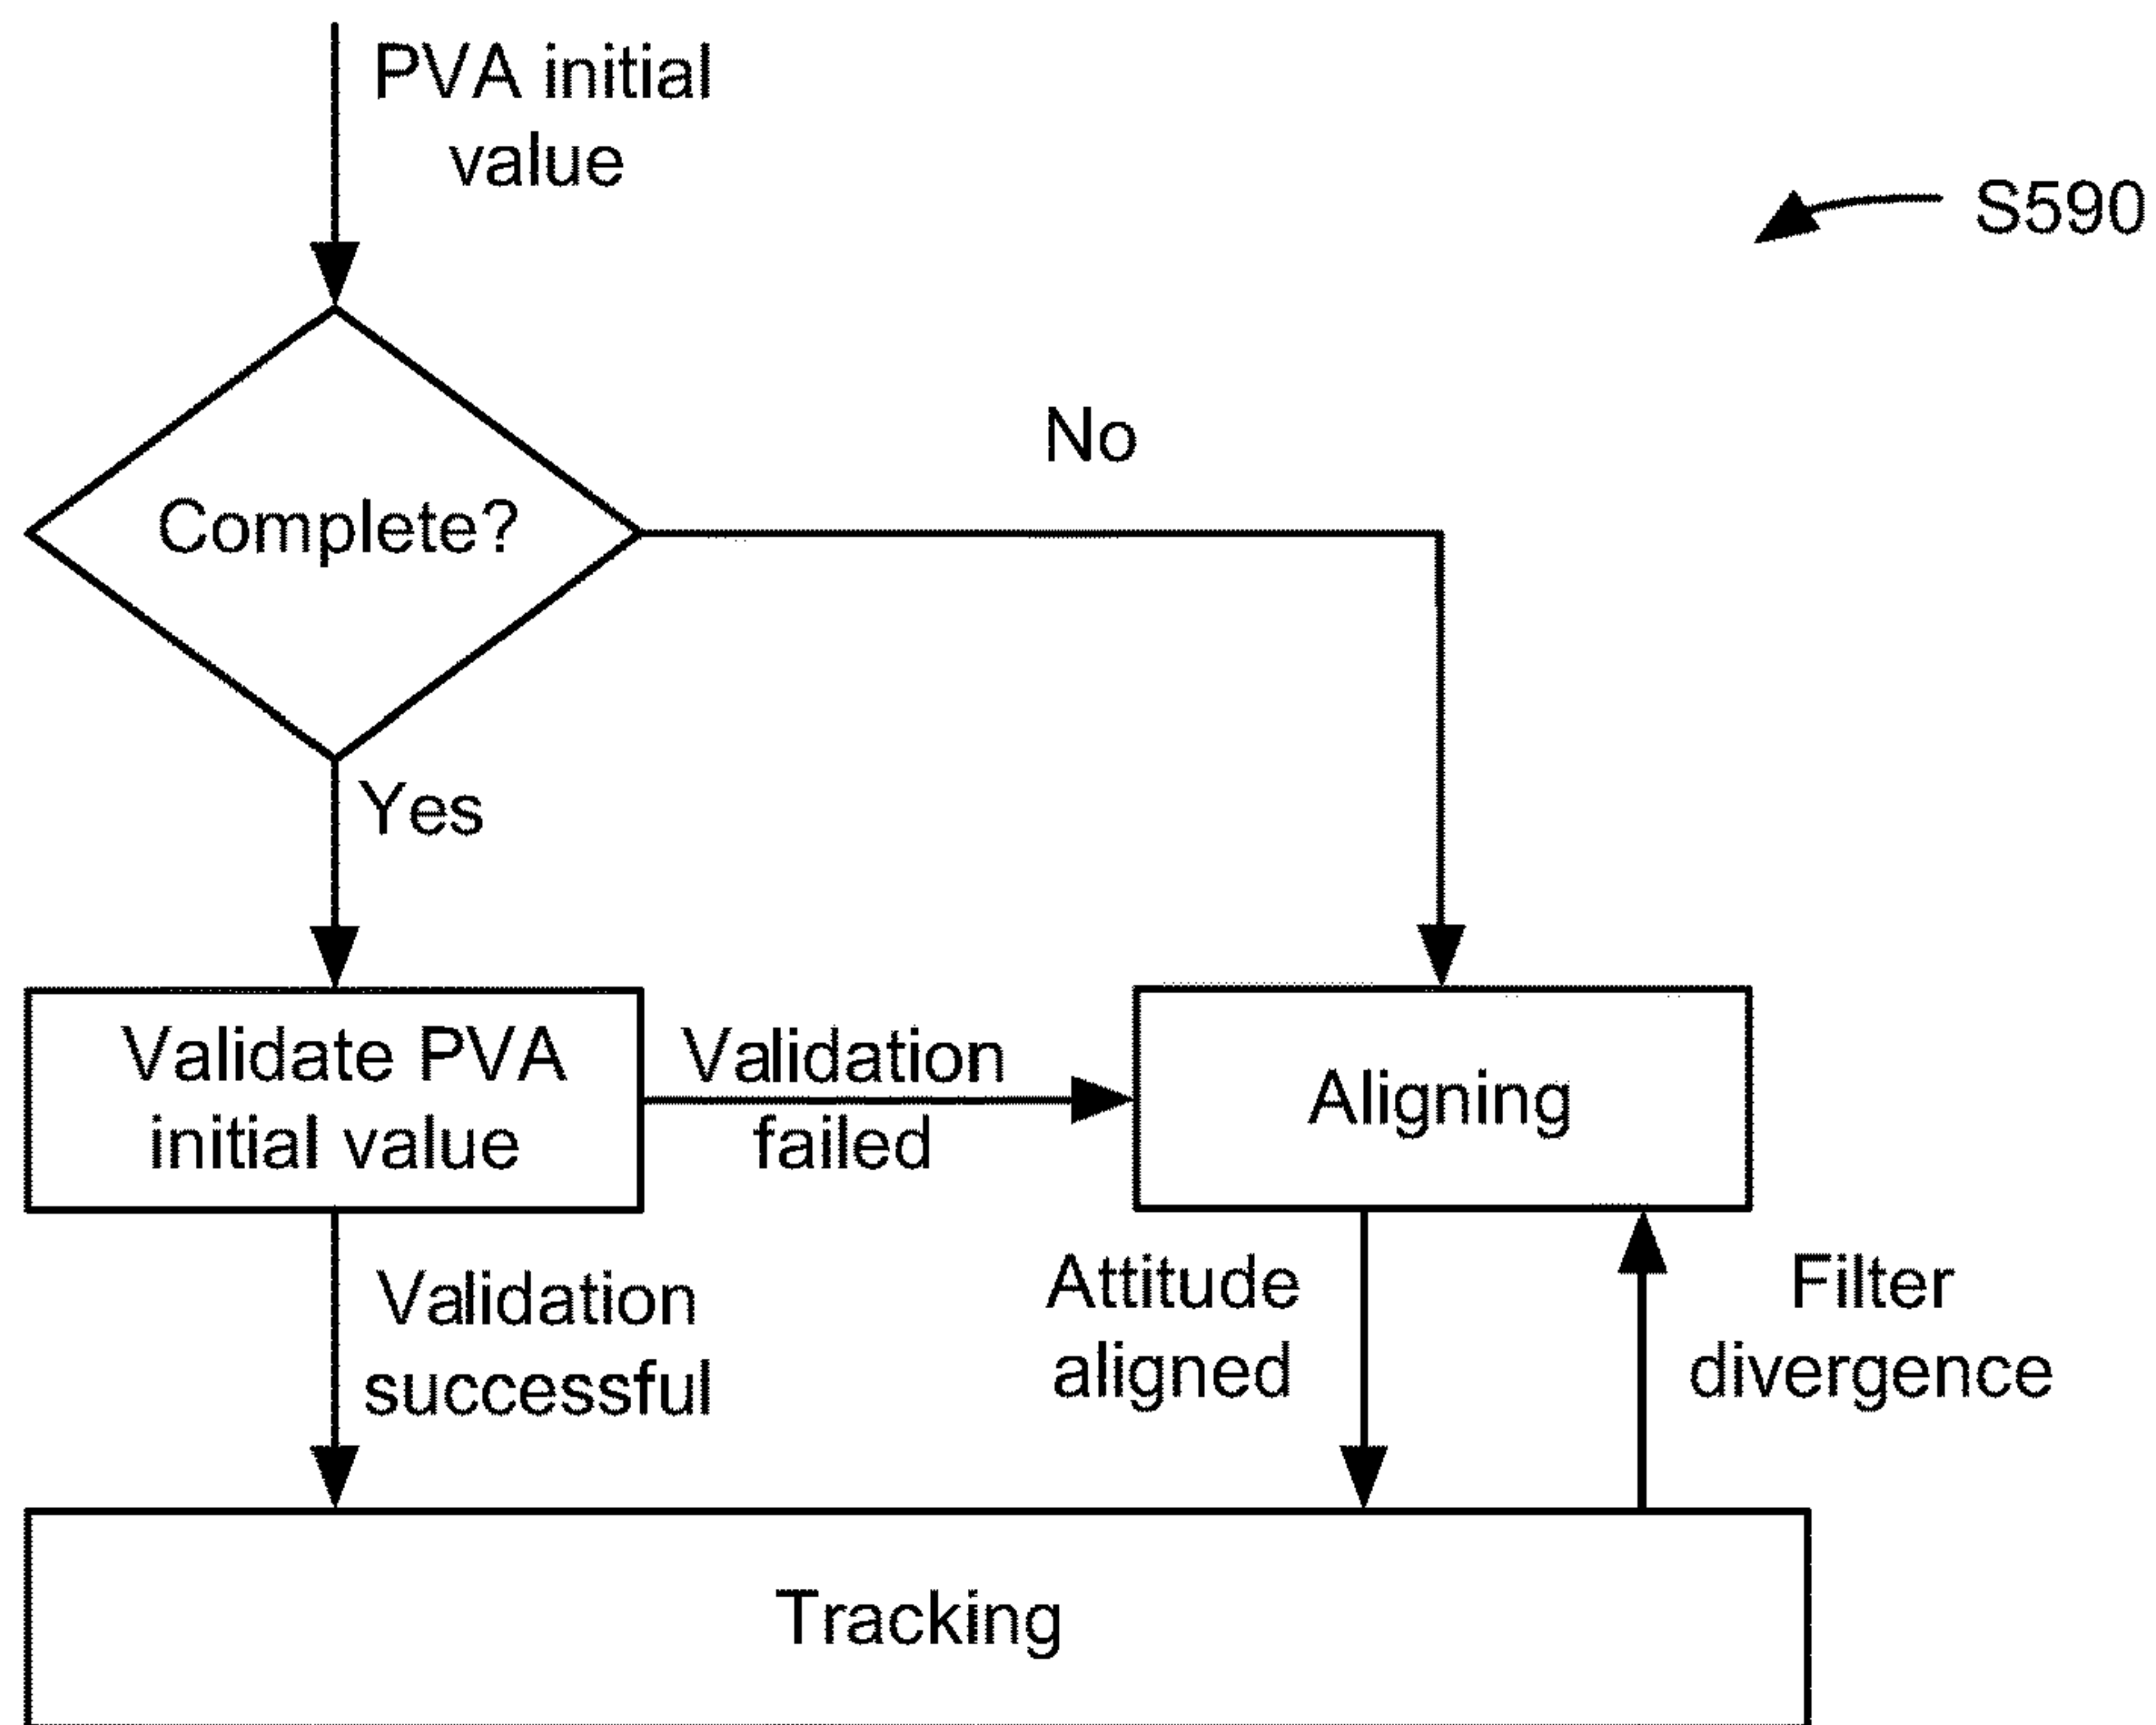 PVA initial
value
S590
No
Complete?
Yes
Validate PVA
initial value
Validation
failed
Aligning
Validation
successful
Attitude
aligned
Filter
divergence
Tracking